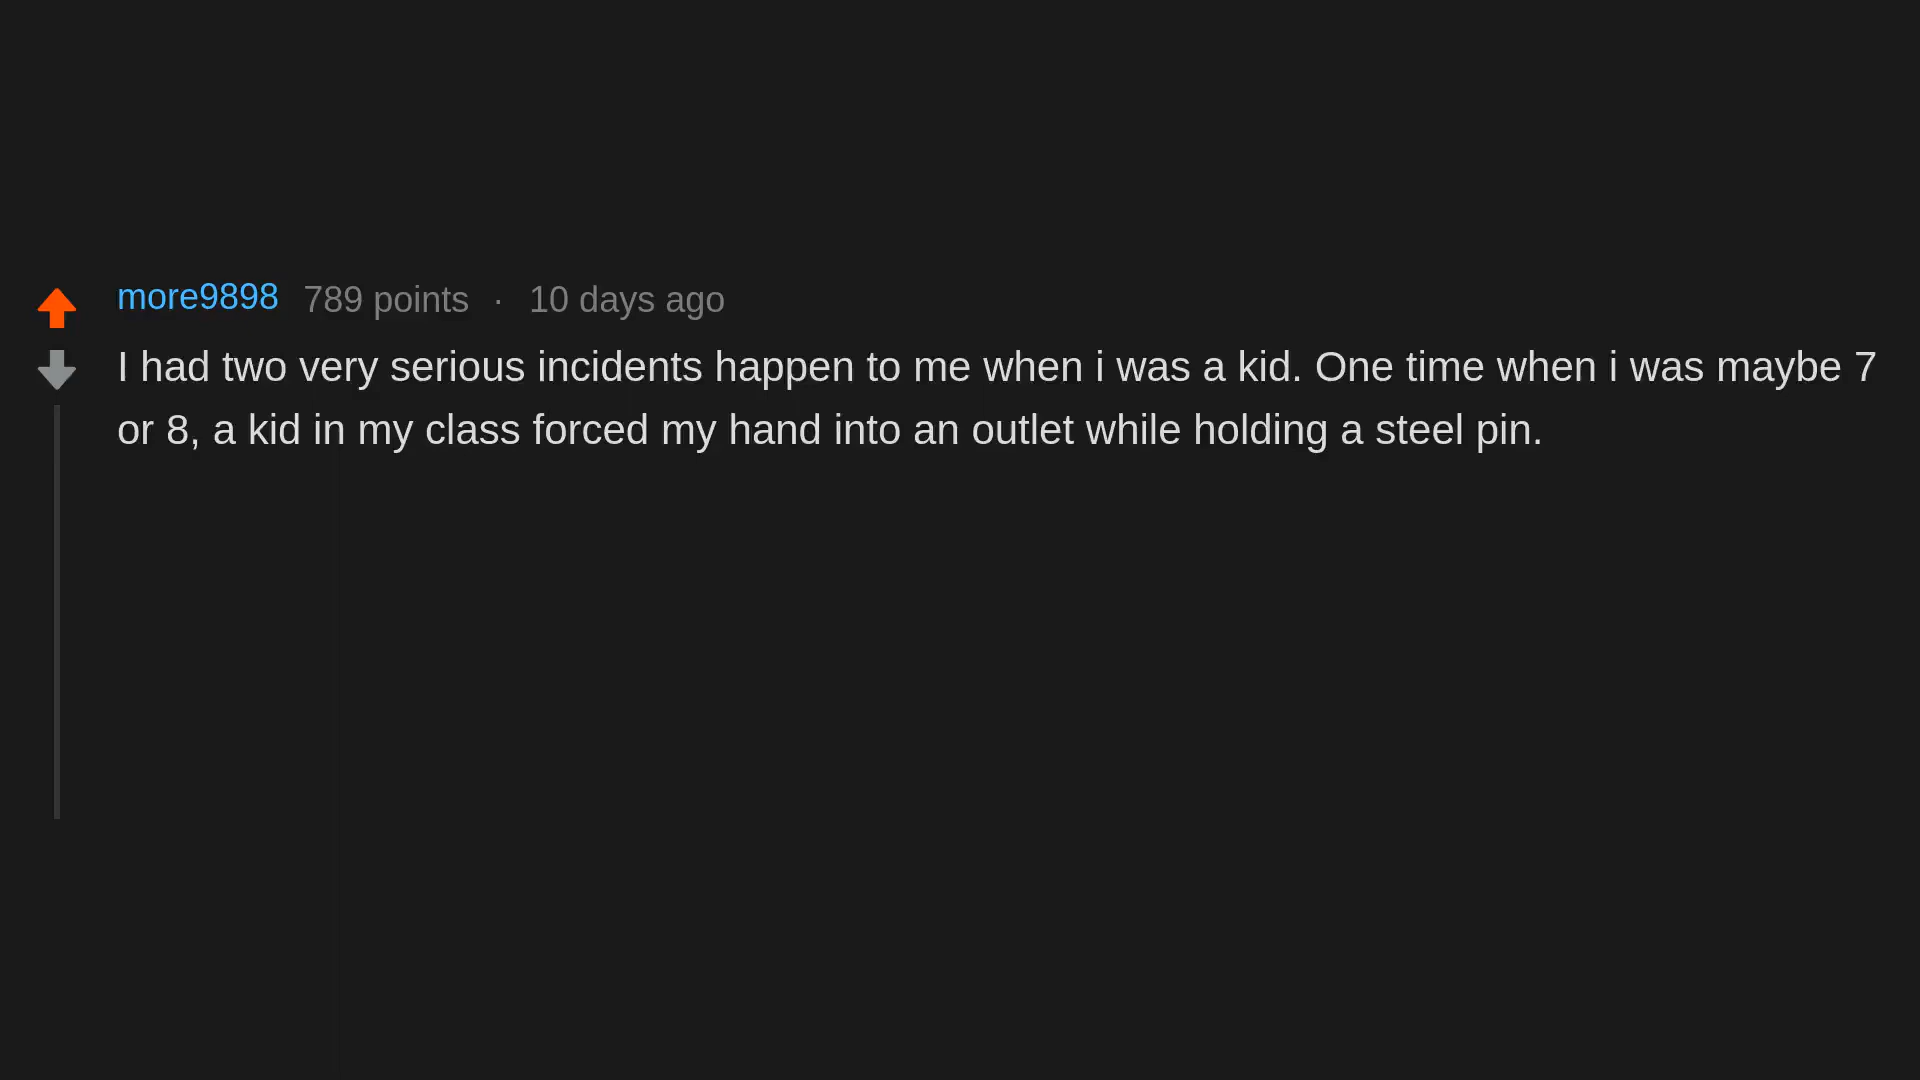 more9898 789 points · 10 days ago
I had two very serious incidents happen to me when i was a kid. One time when i was maybe 7
or 8, a kid in my class forced my hand into an outlet while holding a steel pin.